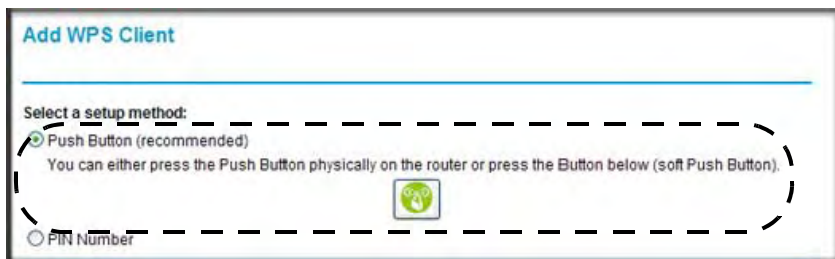 Add WPS Client
Select a setup method:
Push Button (recommended)
You can either press the Push Button physically on the router or press the Button below (soft Push Button).
PIN Number